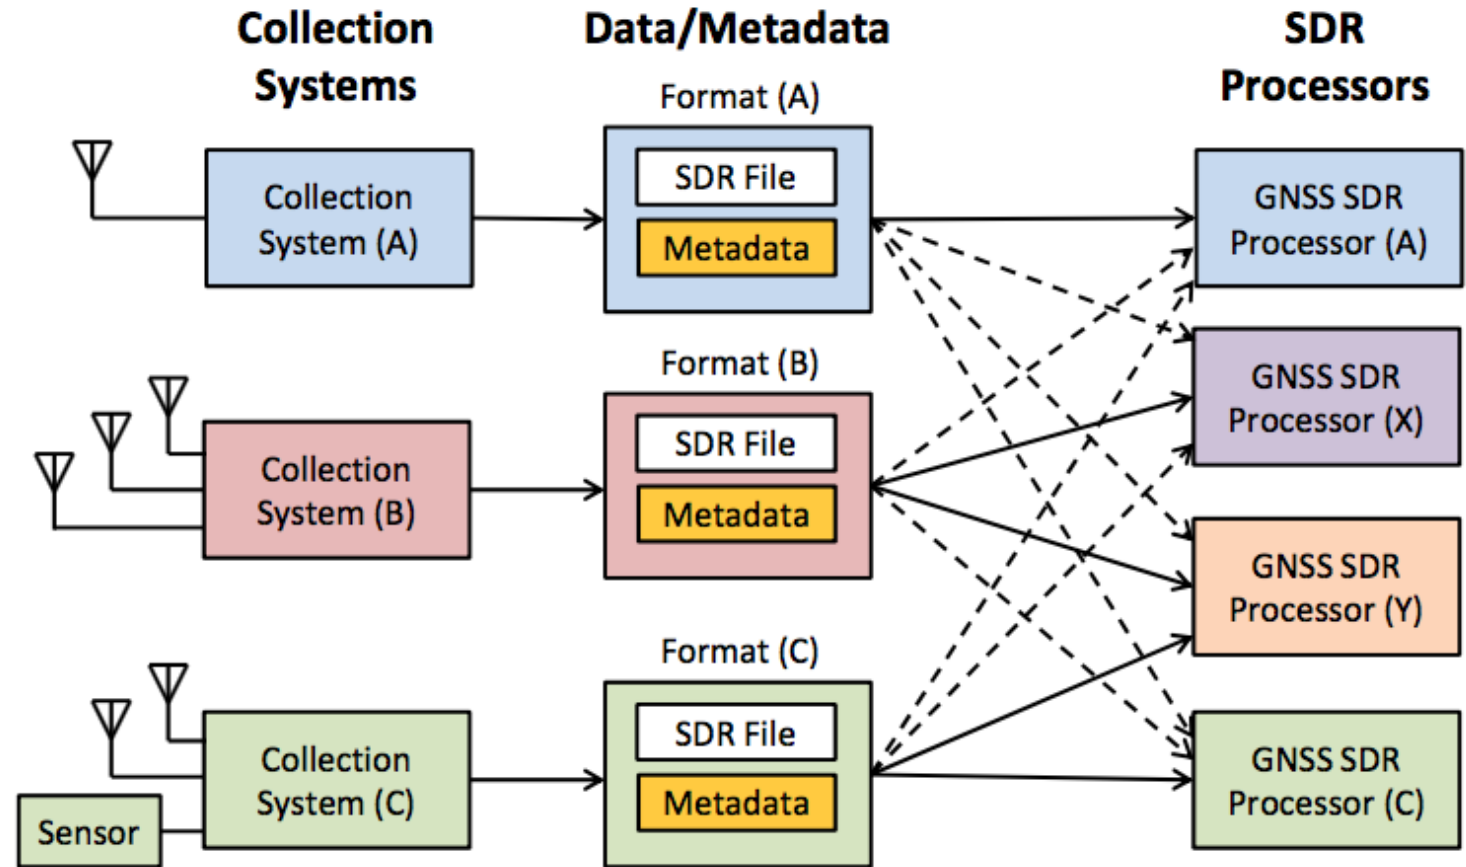 Collection
Systems
Data/Metadata
SDR
Processors
Format (A)
Collection
System (A)
SDR File
Metadata
GNSS SDR
Processor (A)
Format (B)
Collection
System (B)
SDR File
Metadata
GNSS SDR
Processor (X)
GNSS SDR
Processor (Y)
Format (C)
Collection
System (C)
Sensor
SDR File
Metadata
GNSS SDR
Processor (C)